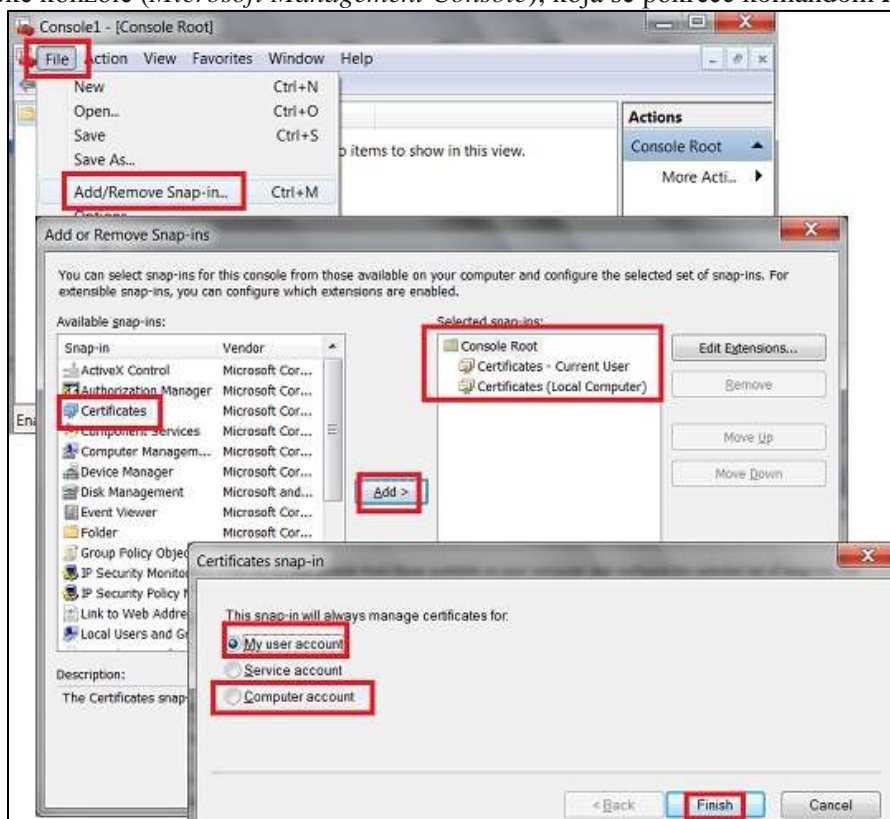 konzole (Microsoft Management Console), koja se pokreće komandom
Console1 - [Console Root]
File Action View Favorites Window Help
New Ctrl+N
Open... Ctrl+O
Save Ctrl+S
Save As...
Add/Remove Snap-in... Ctrl+M
items to show in this view.
Actions
Console Root
More Acti...
Add or Remove Snap-ins
You can select snap-ins for this console from those available on your computer and configure the selected set of snap-ins. For
extensible snap-ins, you can configure which extensions are enabled.
Available snap-ins:
Snap-in Vendor
ActiveX Control Microsoft Cor...
Authorization Manager Microsoft Cor...
Certificates Microsoft Cor...
Component Services Microsoft Cor...
Computer Managem... Microsoft Cor...
Device Manager Microsoft Cor...
Disk Management Microsoft and...
Event Viewer Microsoft Cor...
Folder Microsoft Cor...
Group Policy Objec
IP Security Monito
IP Security Policy
Link to Web Addre
Local Users and Gr
Add >
Selected snap-ins:
Console Root
Certificates - Current User
Certificates (Local Computer)
Edit Extensions...
Remove
Move Up
Move Down
Description:
The Certificates snap-
Certificates snap-in
This snap-in will always manage certificates for:
My user account
Service account
Computer account
< Back Finish Cancel